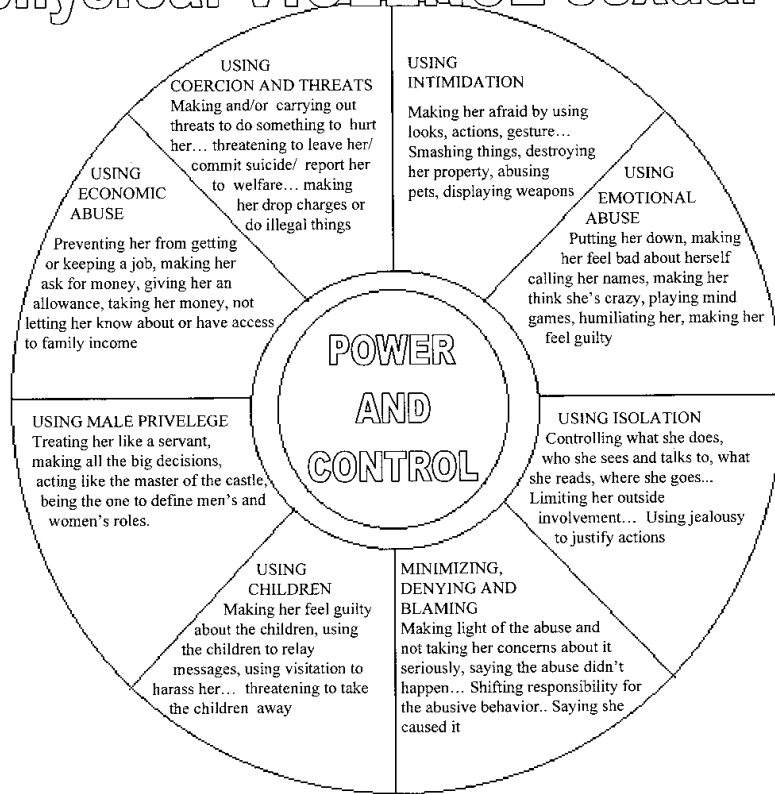 physical VIOLENCE sexual
USING
COERCION AND THREATS
Making and/or carrying out
threats to do something to hurt
her... threatening to leave her/
commit suicide/ report her
to welfare... making
her drop charges or
do illegal things
USING
INTIMIDATION
Making her afraid by using
looks, actions, gesture...
Smashing things, destroying
her property, abusing
pets, displaying weapons
USING
EMOTIONAL
ABUSE
Putting her down, making
her feel bad about herself
calling her names, making her
think she's crazy, playing mind
games, humiliating her, making her
feel guilty
USING ISOLATION
Controlling what she does,
who she sees and talks to, what
she reads, where she goes...
Limiting her outside
involvement... Using jealousy
to justify actions
MINIMIZING,
DENYING AND
BLAMING
Making light of the abuse and
not taking her concerns about it
seriously, saying the abuse didn't
happen... Shifting responsibility for
the abusive behavior.. Saying she
caused it
USING
CHILDREN
Making her feel guilty
about the children, using
the children to relay
messages, using visitation to
harass her... threatening to take
the children away
USING MALE PRIVELEGE
Treating her like a servant,
making all the big decisions,
acting like the master of the castle,
being the one to define men's and
women's roles.
USING
ECONOMIC
ABUSE
Preventing her from getting
or keeping a job, making her
ask for money, giving her an
allowance, taking her money, not
letting her know about or have access
to family income
POWER
AND
CONTROL